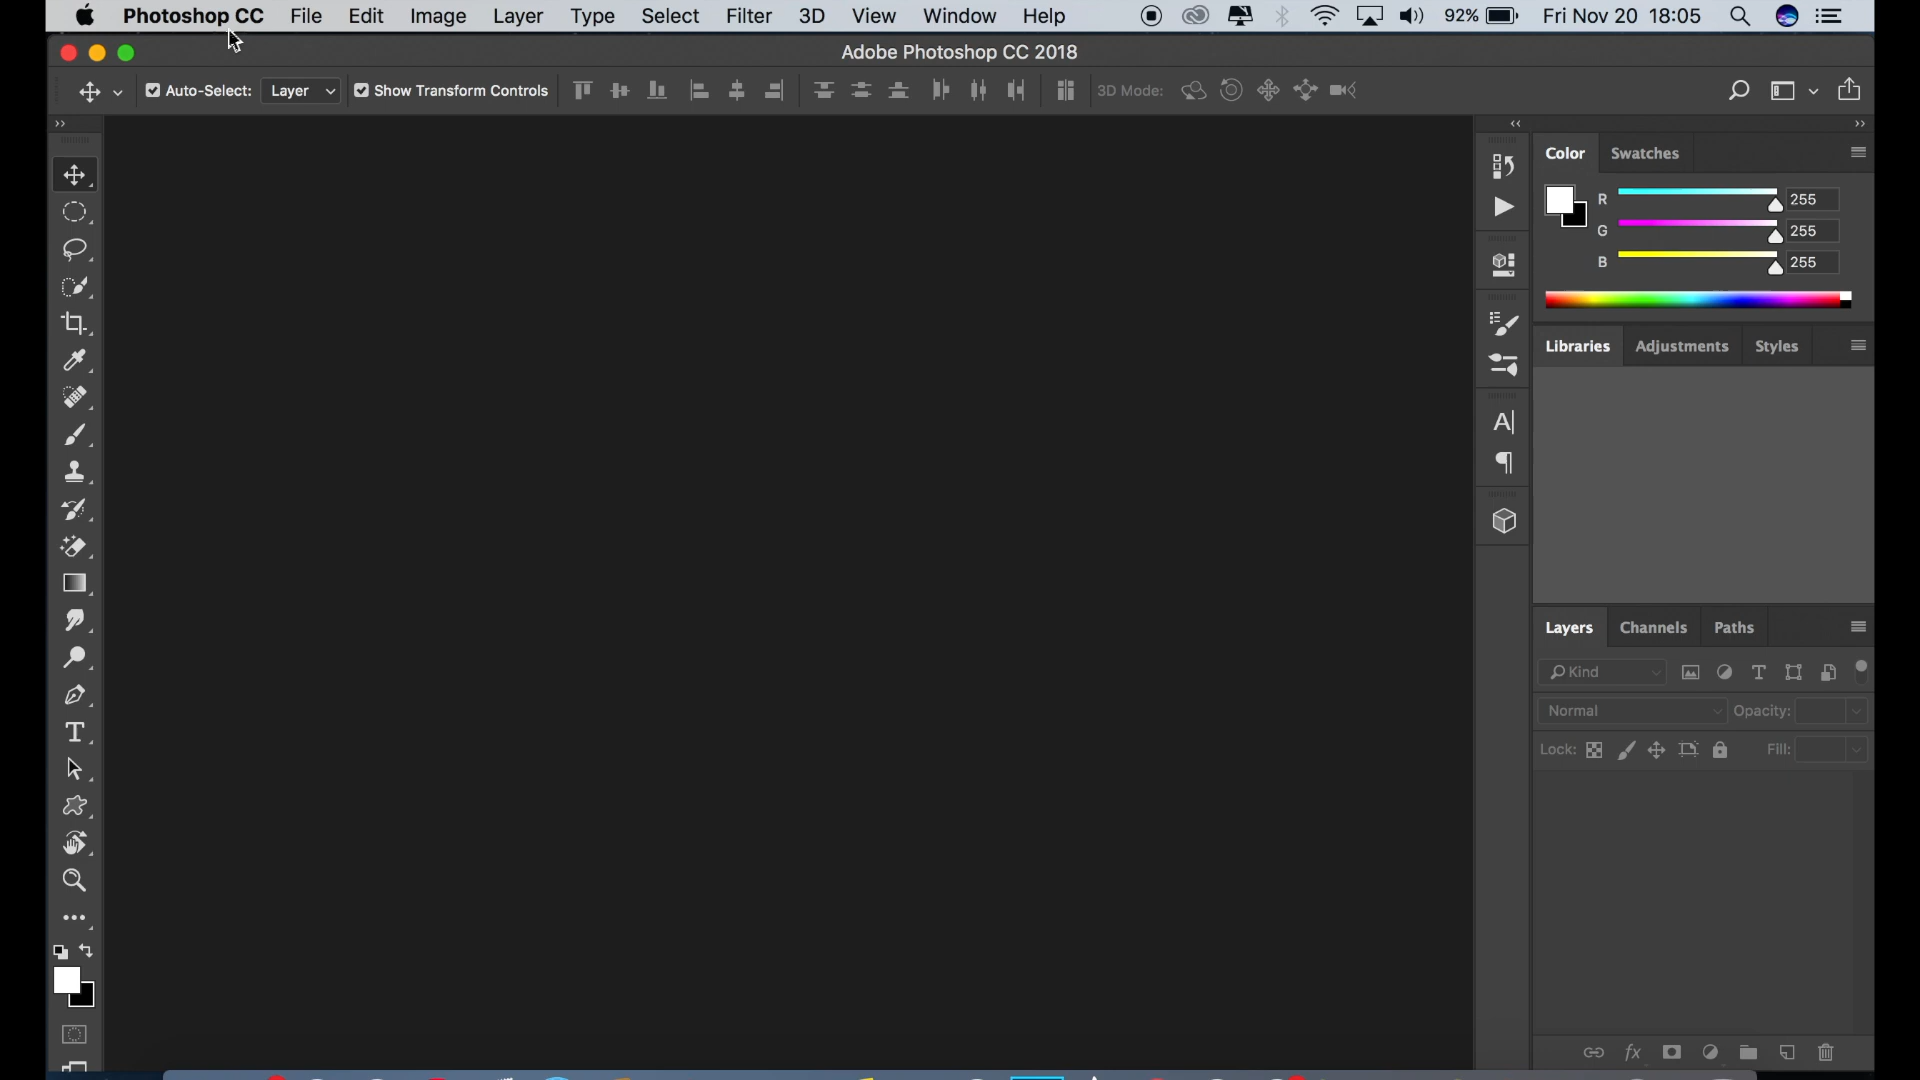 Photoshop CC File Edit Image Layer Type Select Filter 3D View Window Help 92% Fri Nov 20 18:05
Adobe Photoshop CC 2018
Auto-Select: Layer Show Transform Controls 3D Mode:
Color Swatches
R 255
G 255
B 255
Libraries Adjustments Styles
Layers Channels Paths
Kind
Normal Opacity:
Lock: Fill: